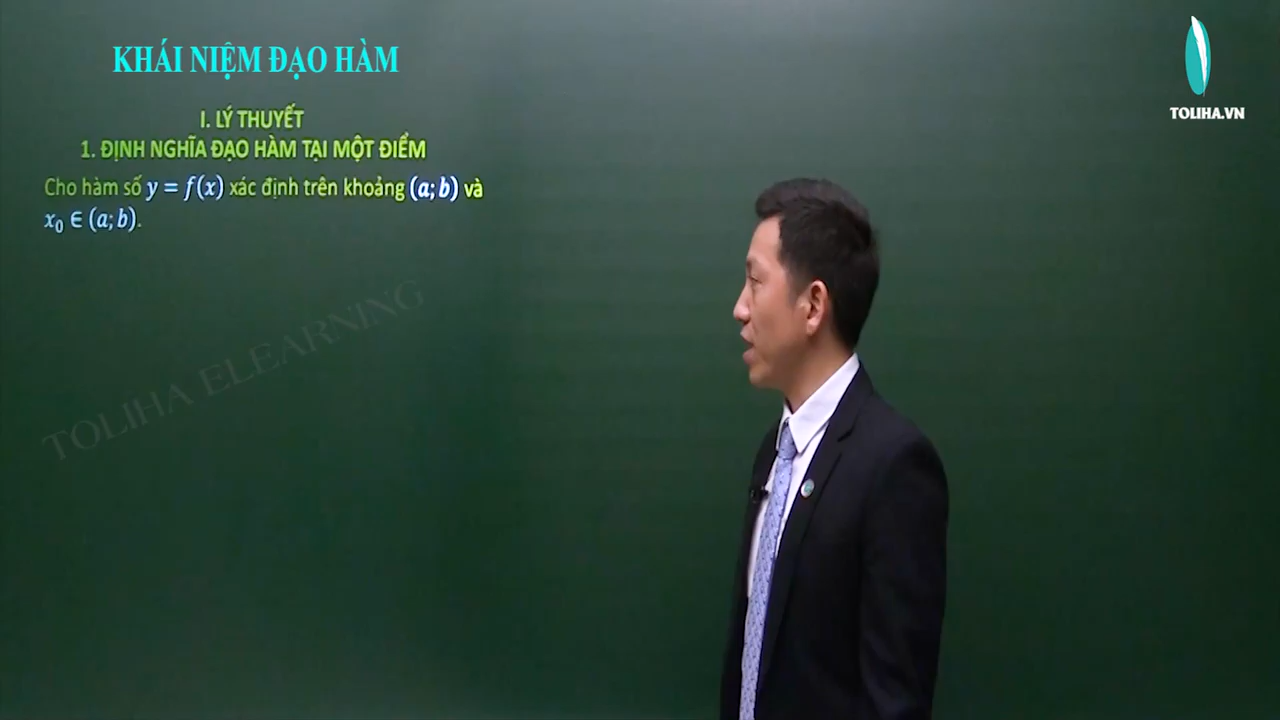 KHÁI NIỆM ĐẠO HÀM
TOLIHA.VN
I. LÝ THUYẾT
1. ĐỊNH NGHĨA ĐẠO HÀM TẠI MỘT ĐIỂM
Cho hàm số y = f(x) xác định trên khoảng (a; b) và
x₀ ∈ (a; b).
TOLIHA ELEARNING